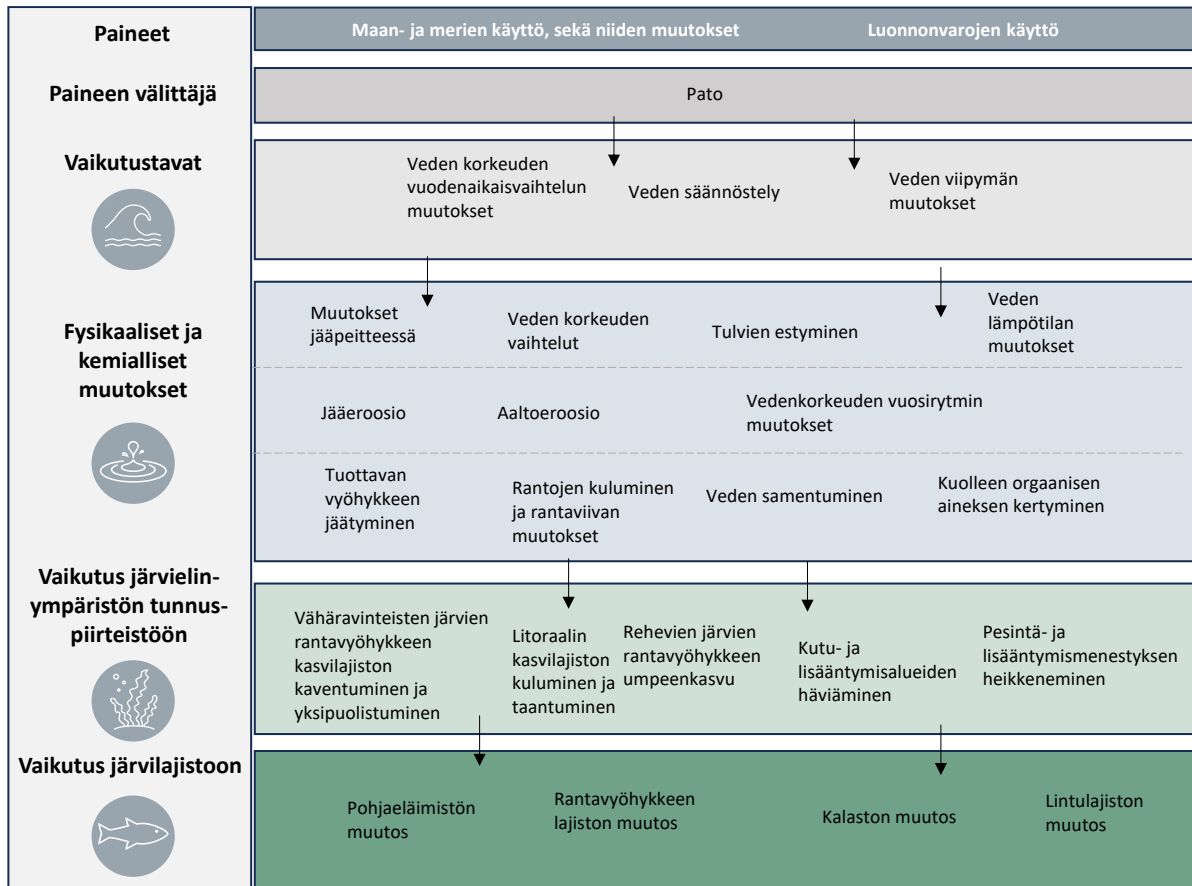 Paineet
Maan- ja merien käyttö, sekä niiden muutokset
Luonnonvarojen käyttö
Paineen välittäjä
Pato
Vaikutustavat
Veden korkeuden
vuodenaikaisvaihtelun
muutokset
Veden säännöstely
Veden viipymän
muutokset
Fysikaaliset ja
kemialliset
muutokset
Muutokset
jääpeitteessä
Veden korkeuden
vaihtelut
Tulvien estyminen
Veden
lämpötilan
muutokset
Jääeroosio
Aaltoeroosio
Vedenkorkeuden vuosirytmin
muutokset
Tuottavan
vyöhykkeen
jäätyminen
Rantojen kuluminen
ja rantaviivan
muutokset
Veden samentuminen
Kuolleen orgaanisen
aineksen kertyminen
Vaikutus järvielin-
ympäristön tunnus-
piirteistöön
Vähäravinteisten järvien
rantavyöhykkeen
kasvilajiston
kaventuminen ja
yksipuolistuminen
Litoraalin
kasvilajiston
kuluminen ja
taantuminen
Rehevien järvien
rantavyöhykkeen
umpeenkasvu
Kutu- ja
lisääntymisalueiden
häviäminen
Pesintä- ja
lisääntymismenestyksen
heikkeneminen
Vaikutus järvilajistoon
Pohjaeläimistön
muutos
Rantavyöhykkeen
lajiston muutos
Kalaston muutos
Lintulajiston
muutos